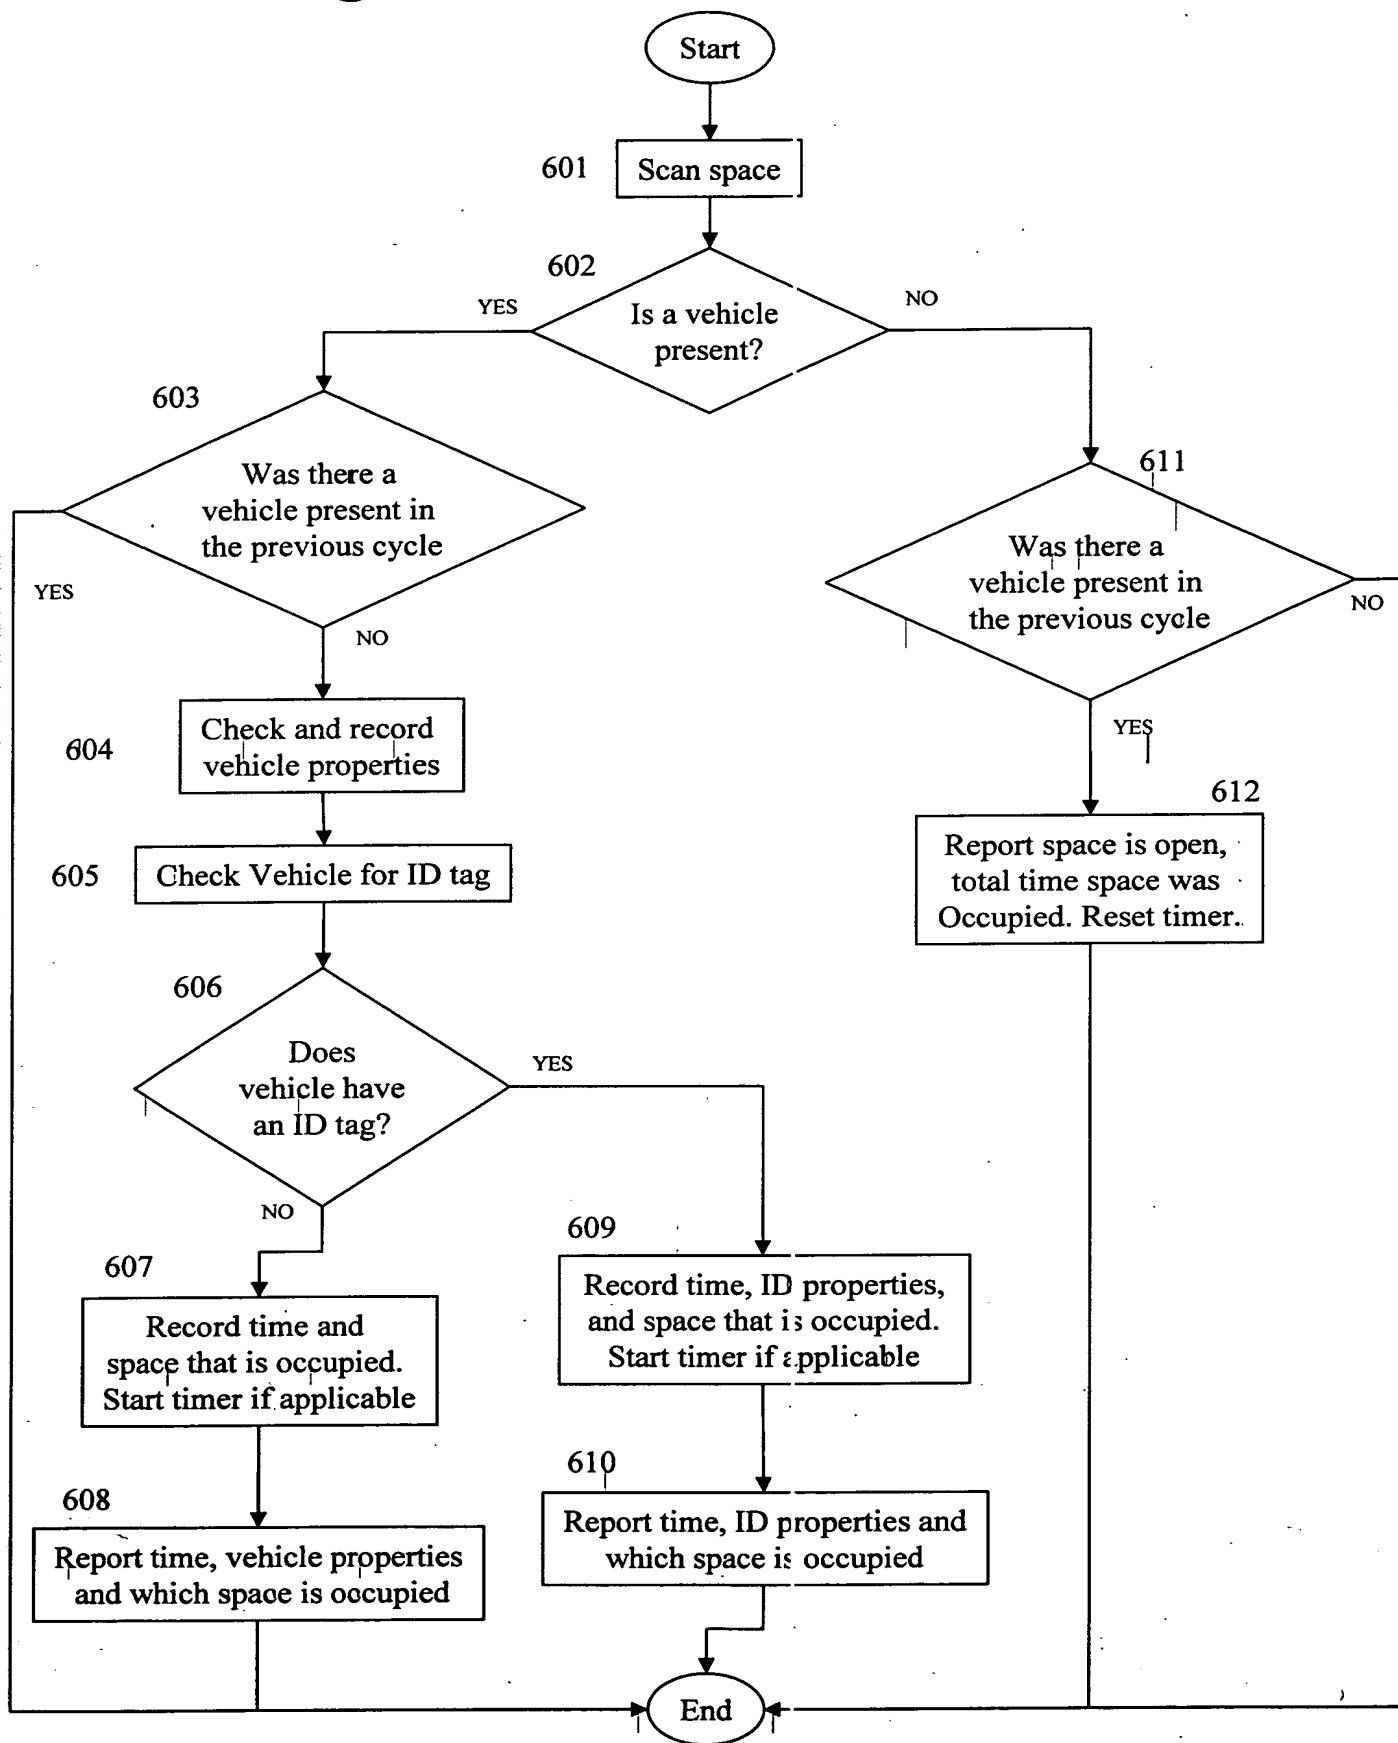 Start
601
Scan space
602
Is a vehicle
present?
YES
NO
603
Was there a
vehicle present in
the previous cycle
YES
NO
611
Was there a
vehicle present in
the previous cycle
NO
YES
604
Check and record
vehicle properties
605
Check Vehicle for ID tag
612
Report space is open,
total time space was
Occupied. Reset timer.
606
Does
vehicle have
an ID tag?
YES
NO
607
Record time and
space that is occupied.
Start timer if applicable
609
Record time, ID properties,
and space that is occupied.
Start timer if applicable
608
Report time, vehicle properties
and which space is occupied
610
Report time, ID properties and
which space is occupied
End